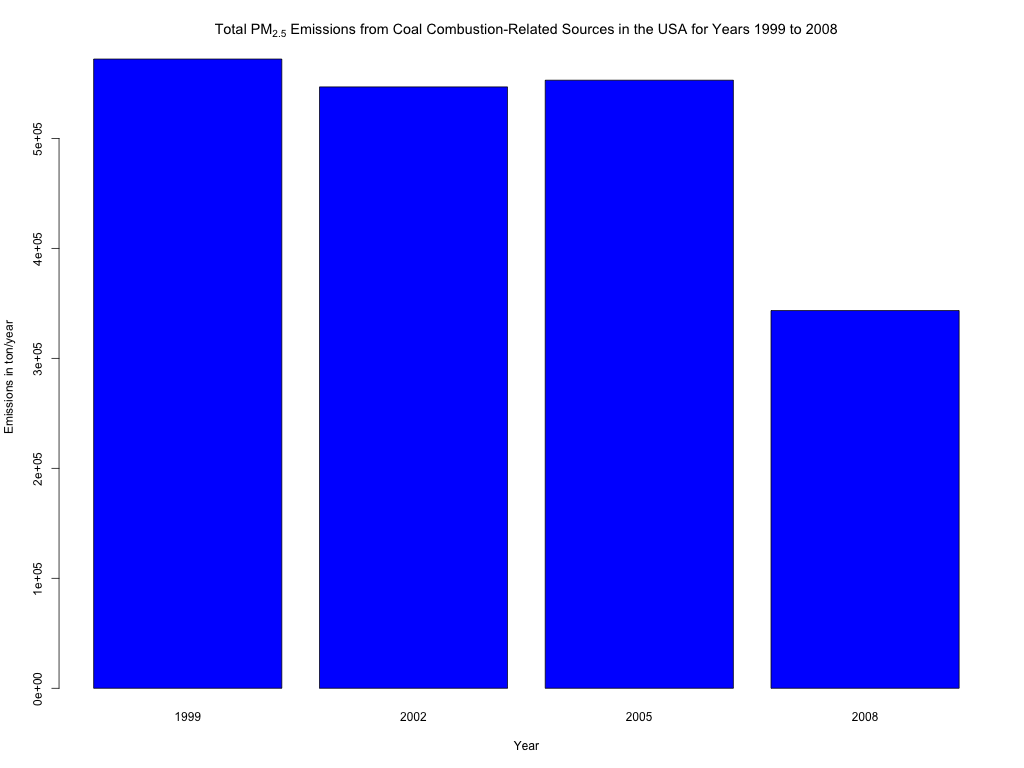 Total PM2.5 Emissions from Coal Combustion-Related Sources in the USA for Years 1999 to 2008
Emissions in ton/year
5e+05
4e+05
3e+05
2e+05
1e+05
0e+00
1999 2002 2005 2008
Year